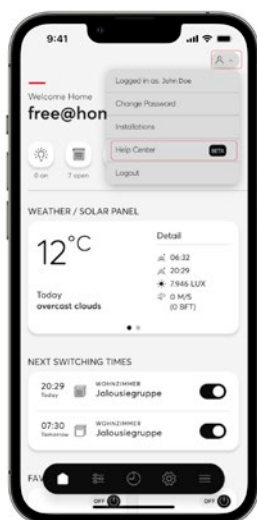 9:41
Logged in as: John Doe
Welcome Home
Change Password
free@hon
Installations
Help Center BETA
Logout
6 on 7 open
WEATHER / SOLAR PANEL
12°C
Detail
06:32
20:29
7.946 LUX
Today
overcast clouds
0 M/S
(0 BFT)
NEXT SWITCHING TIMES
20:29
Today
WOHNZIMMER
Jalousiegruppe
07:30
Tomorrow
WOHNZIMMER
Jalousiegruppe
FAV
OFF OFF